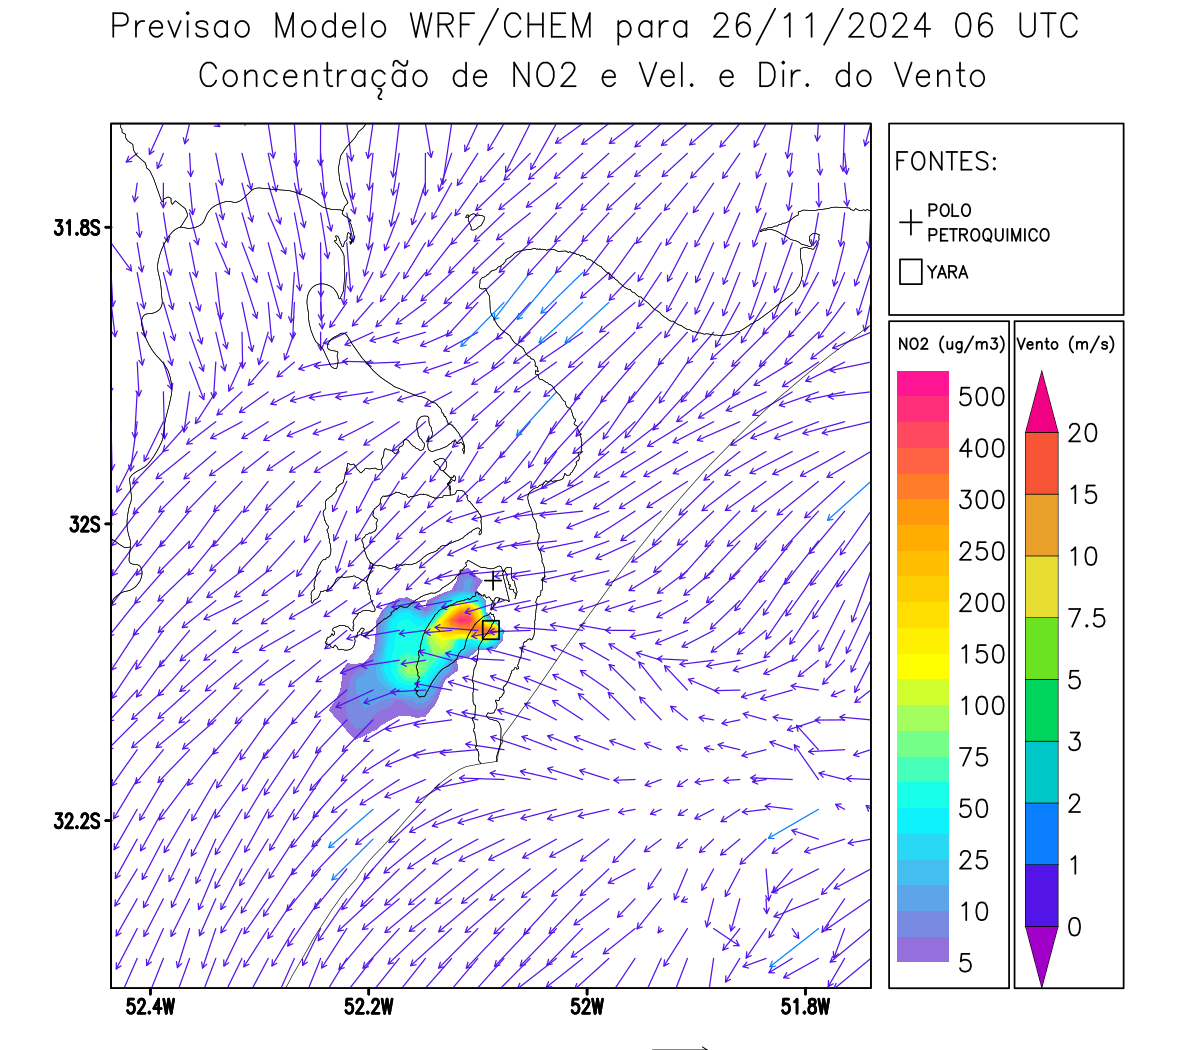 Previsao Modelo WRF/CHEM para 26/11/2024 06 UTC
Concentração de NO2 e Vel. e Dir. do Vento
FONTES:
POLO
PETROQUIMICO
YARA
NO2 (ug/m3)
500
400
300
250
200
150
100
75
50
25
10
5
Vento (m/s)
20
15
10
7.5
5
3
2
1
0
31.8S
32S
32.2S
52.4W
52.2W
52W
51.8W